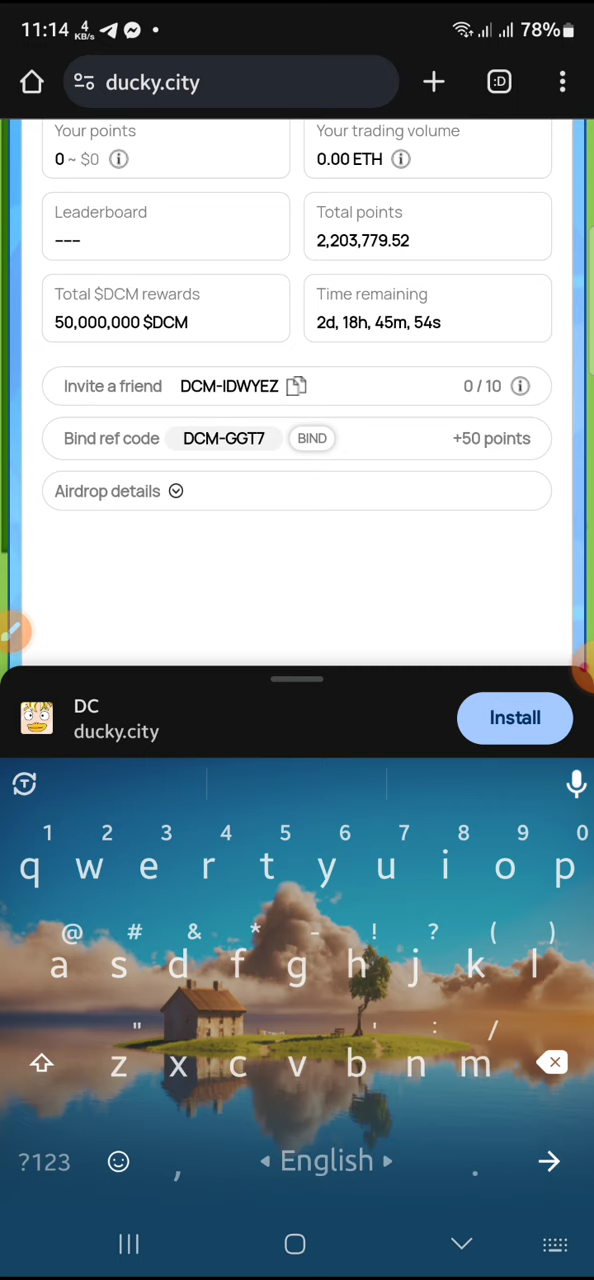 11:14 4 KB/s 78%
ducky.city :D
Your points
0 ~ $0
Your trading volume
0.00 ETH
Leaderboard
---
Total points
2,203,779.52
Total $DCM rewards
50,000,000 $DCM
Time remaining
2d, 18h, 45m, 54s
Invite a friend DCM-IDWYEZ 0 / 10
Bind ref code DCM-GGT7 BIND +50 points
Airdrop details
DC
ducky.city
Install
1 2 3 4 5 6 7 8 9 0
q w e r t y u i o p
@ # & * - ! ? ( )
a s d f g h j k l
" ' : /
z x c v b n m
?123 , English .